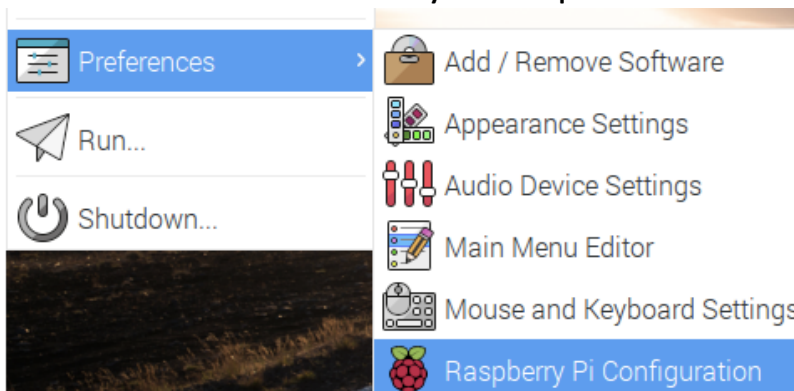 Preferences
Run...
Shutdown...
Add / Remove Software
Appearance Settings
Audio Device Settings
Main Menu Editor
Mouse and Keyboard Settings
Raspberry Pi Configuration